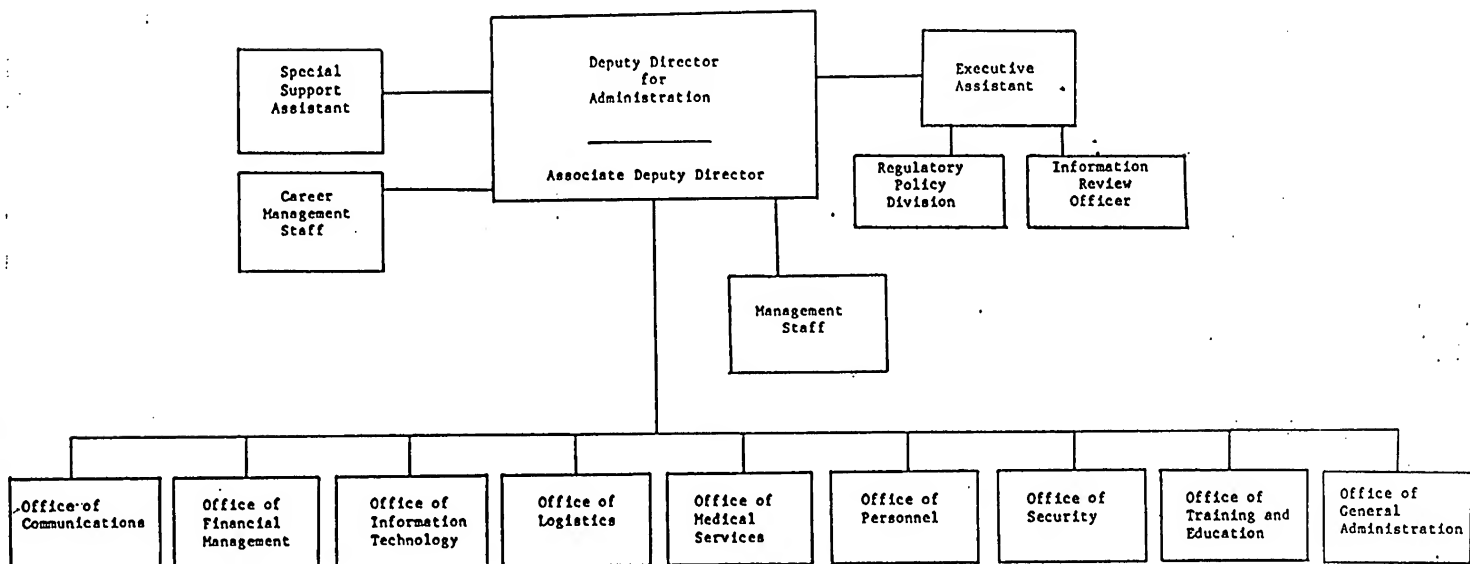 Special
Support
Assistant
Deputy Director
for
Administration
Associate Deputy Director
Executive
Assistant
Career
Management
Staff
Regulatory
Policy
Division
Information
Review
Officer
Management
Staff
Office of
Communications
Office of
Financial
Management
Office of
Information
Technology
Office of
Logistics
Office of
Medical
Services
Office of
Personnel
Office of
Security
Office of
Training and
Education
Office of
General
Administration